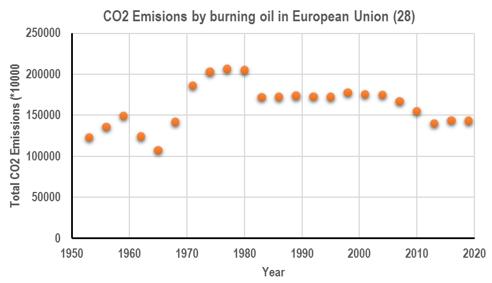 CO2 Emisions by burning oil in European Union (28)
Total CO2 Emissions (*10000
250000
200000
150000
100000
50000
0
1950 1960 1970 1980 1990 2000 2010 2020
Year